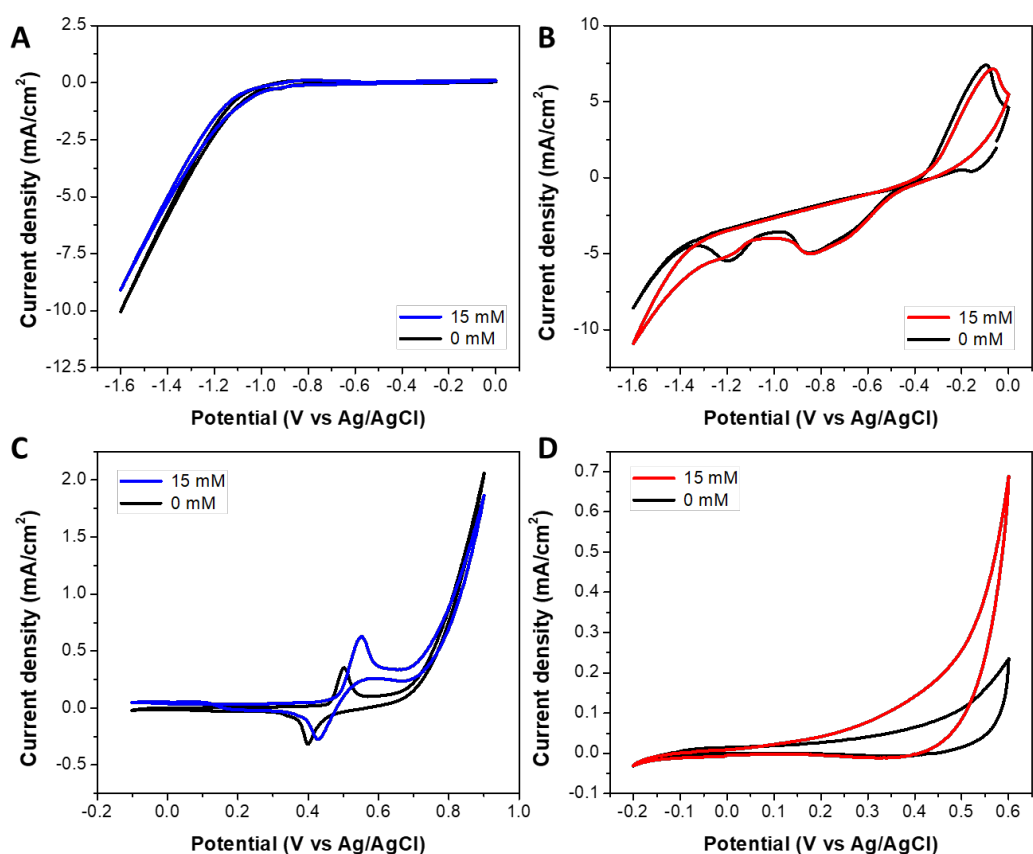 A
2.5
0.0
-2.5
-5.0
-7.5
-10.0
-12.5
Current density (mA/cm²)
-1.6 -1.4 -1.2 -1.0 -0.8 -0.6 -0.4 -0.2 0.0
Potential (V vs Ag/AgCl)
15 mM
0 mM
B
10
5
0
-5
-10
Current density (mA/cm²)
-1.6 -1.4 -1.2 -1.0 -0.8 -0.6 -0.4 -0.2 0.0
Potential (V vs Ag/AgCl)
15 mM
0 mM
C
2.0
1.5
1.0
0.5
0.0
-0.5
Current density (mA/cm²)
-0.2 0.0 0.2 0.4 0.6 0.8 1.0
Potential (V vs Ag/AgCl)
15 mM
0 mM
D
0.7
0.6
0.5
0.4
0.3
0.2
0.1
0.0
-0.1
Current density (mA/cm²)
-0.2 -0.1 0.0 0.1 0.2 0.3 0.4 0.5 0.6
Potential (V vs Ag/AgCl)
15 mM
0 mM